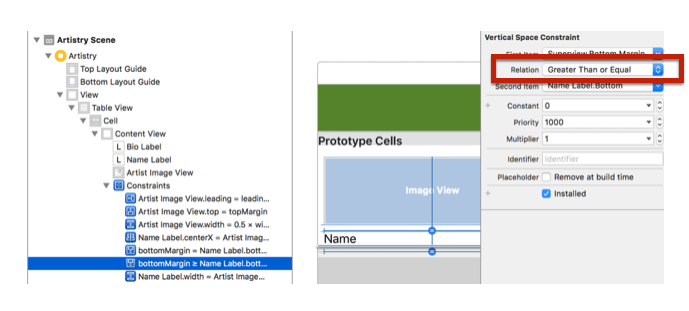 Artistry Scene
Artistry
Top Layout Guide
Bottom Layout Guide
View
Table View
Cell
Content View
L Bio Label
L Name Label
Artist Image View
Constraints
Artist Image View.leading = leadin...
Artist Image View.top = topMargin
Artist Image View.width = 0.5 × wi...
Name Label.centerX = Artist Imag...
bottomMargin = Name Label.bott...
bottomMargin ≥ Name Label.bott...
Name Label.width = Artist Image...
Prototype Cells
Image View
Name
Vertical Space Constraint
First Item Superview.Bottom Margin
Relation Greater Than or Equal
Second Item Name Label.Bottom
+ Constant 0
Priority 1000
Multiplier 1
Identifier Identifier
Placeholder Remove at build time
+ Installed